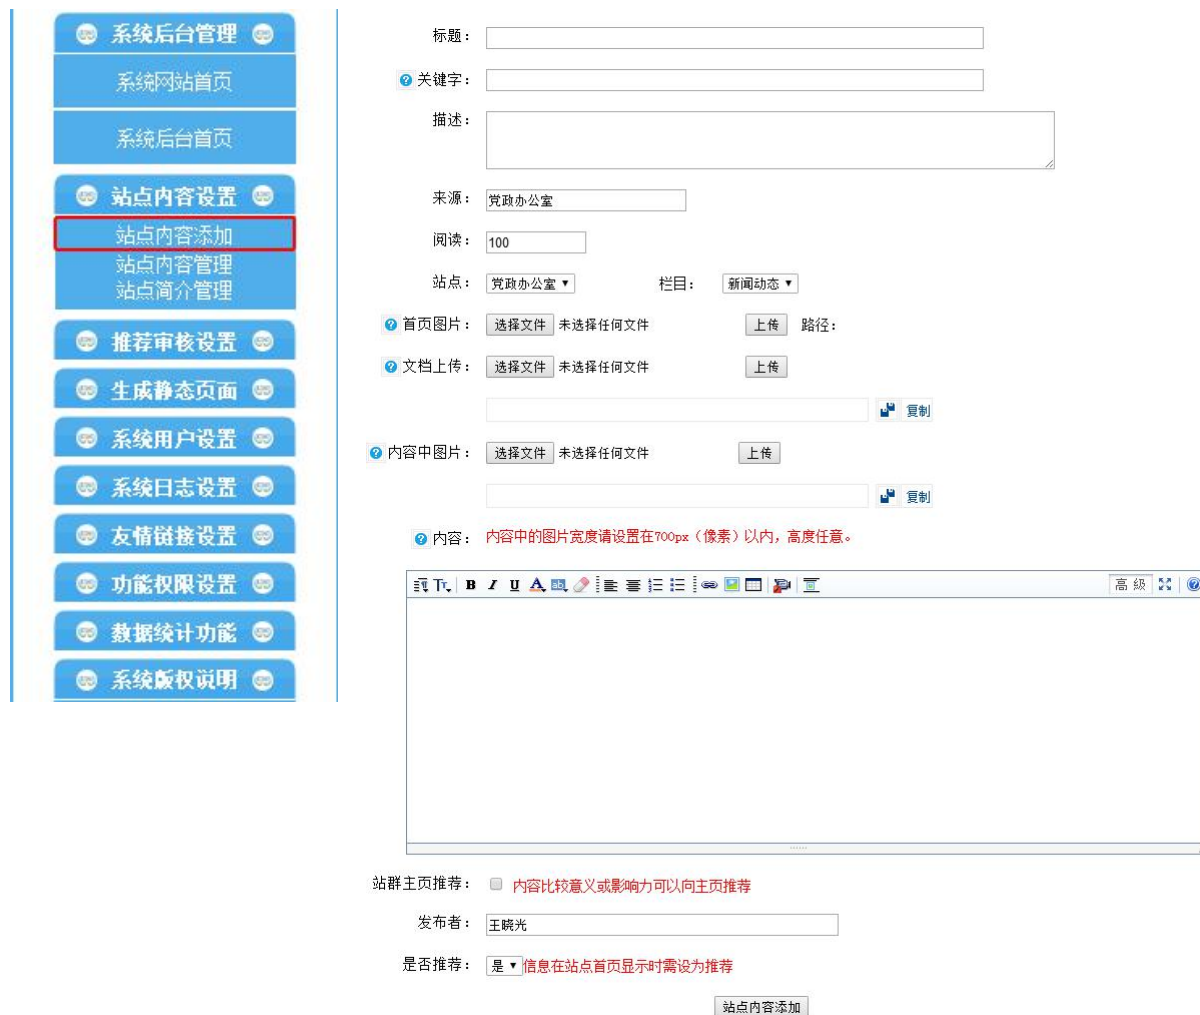 系统后台管理
系统网站首页
系统后台首页
站点内容设置
站点内容添加
站点内容管理
站点简介管理
推荐审核设置
生成静态页面
系统用户设置
系统日志设置
友情链接设置
功能权限设置
数据统计功能
系统版权说明
标题：
关键字：
描述：
来源： 党政办公室
阅读： 100
站点： 党政办公室 栏目： 新闻动态
首页图片： 选择文件 未选择任何文件 上传 路径：
文档上传： 选择文件 未选择任何文件 上传
复制
内容中图片： 选择文件 未选择任何文件 上传
复制
内容： 内容中的图片宽度请设置在700px（像素）以内，高度任意。
高級
站群主页推荐： 内容比较意义或影响力可以向主页推荐
发布者： 王晓光
是否推荐： 是 信息在站点首页显示时需设为推荐
站点内容添加